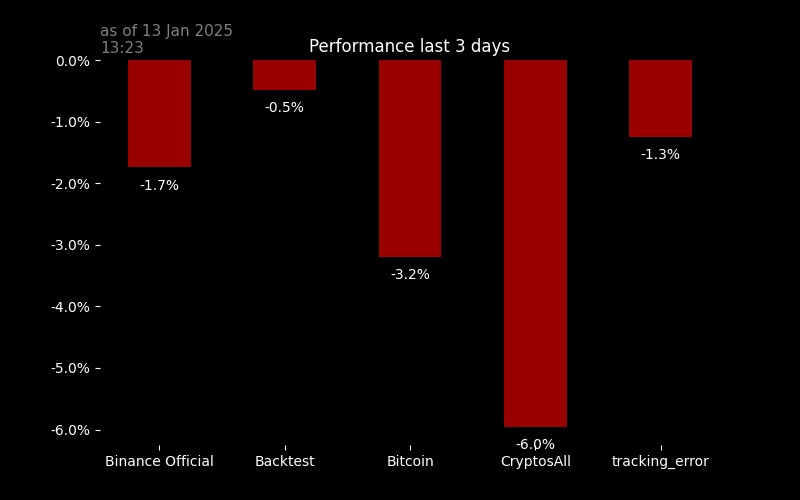 as of 13 Jan 2025
13:23
Performance last 3 days
0.0%
-1.0%
-2.0%
-3.0%
-4.0%
-5.0%
-6.0%
-1.7%
-0.5%
-3.2%
-6.0%
-1.3%
Binance Official
Backtest
Bitcoin
CryptosAll
tracking_error